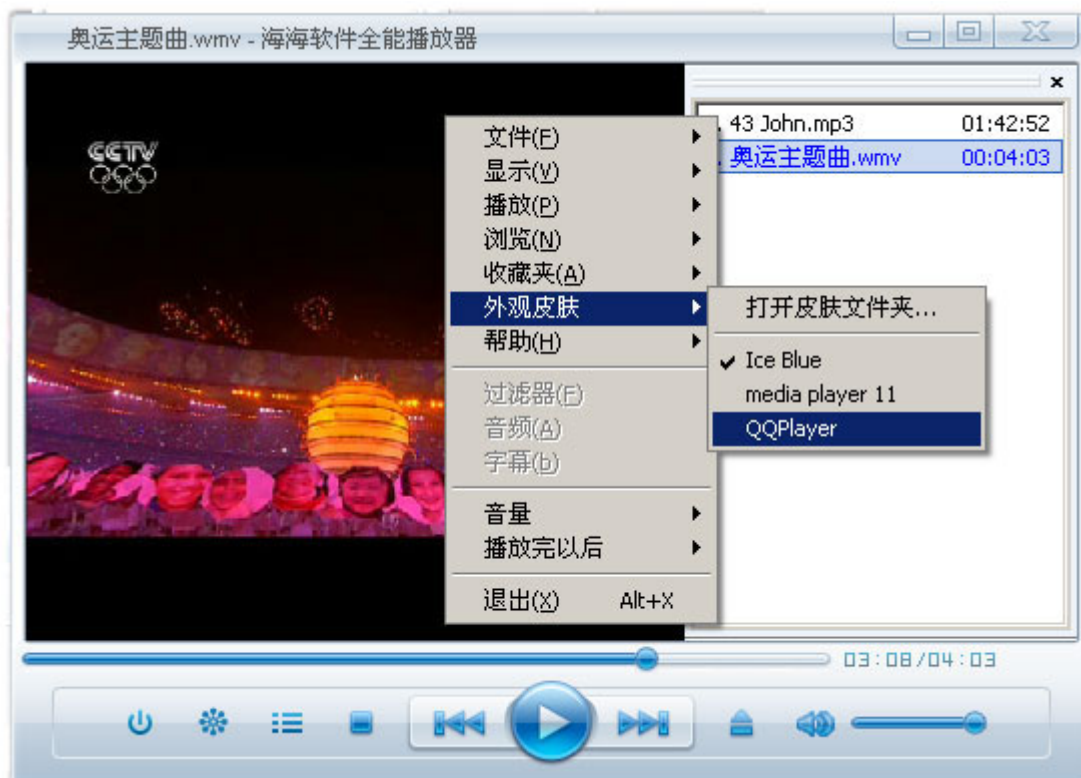 奥运主题曲.wmv - 海海软件全能播放器
CCTV
43 John.mp3 01:42:52
奥运主题曲.wmv 00:04:03
文件(F)
显示(V)
播放(P)
浏览(N)
收藏夹(A)
外观皮肤
帮助(H)
过滤器(F)
音频(A)
字幕(b)
音量
播放完以后
退出(X) Alt+X
打开皮肤文件夹...
Ice Blue
media player 11
QQPlayer
03:08/04:03